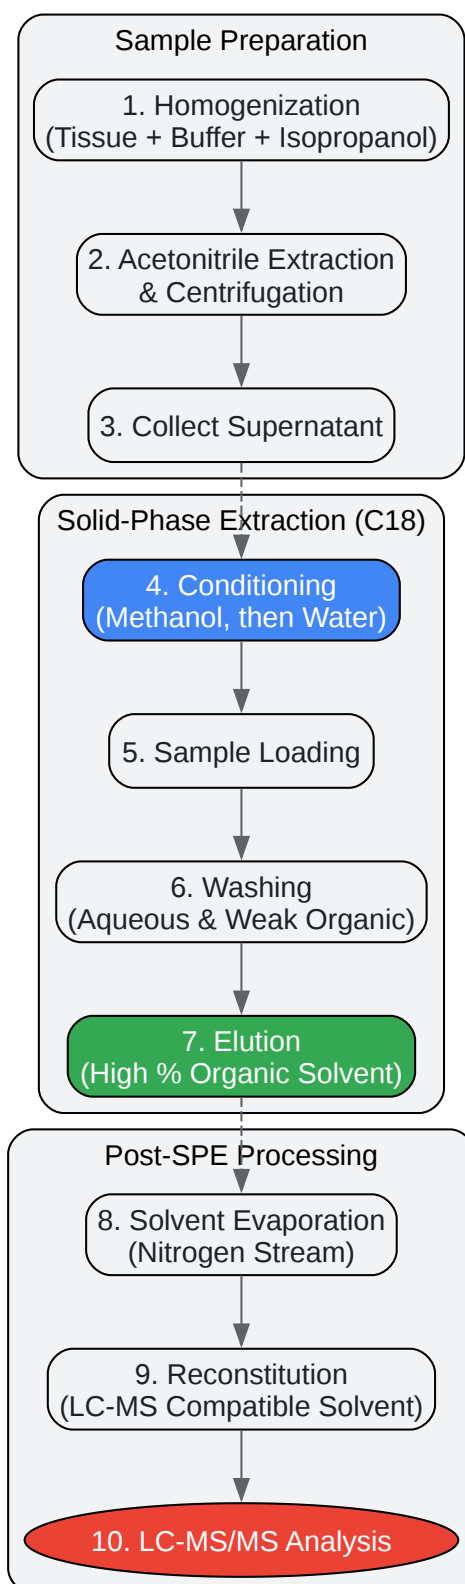 Sample Preparation
1. Homogenization
(Tissue + Buffer + Isopropanol)
2. Acetonitrile Extraction
& Centrifugation
3. Collect Supernatant
Solid-Phase Extraction (C18)
4. Conditioning
(Methanol, then Water)
5. Sample Loading
6. Washing
(Aqueous & Weak Organic)
7. Elution
(High % Organic Solvent)
Post-SPE Processing
8. Solvent Evaporation
(Nitrogen Stream)
9. Reconstitution
(LC-MS Compatible Solvent)
10. LC-MS/MS Analysis